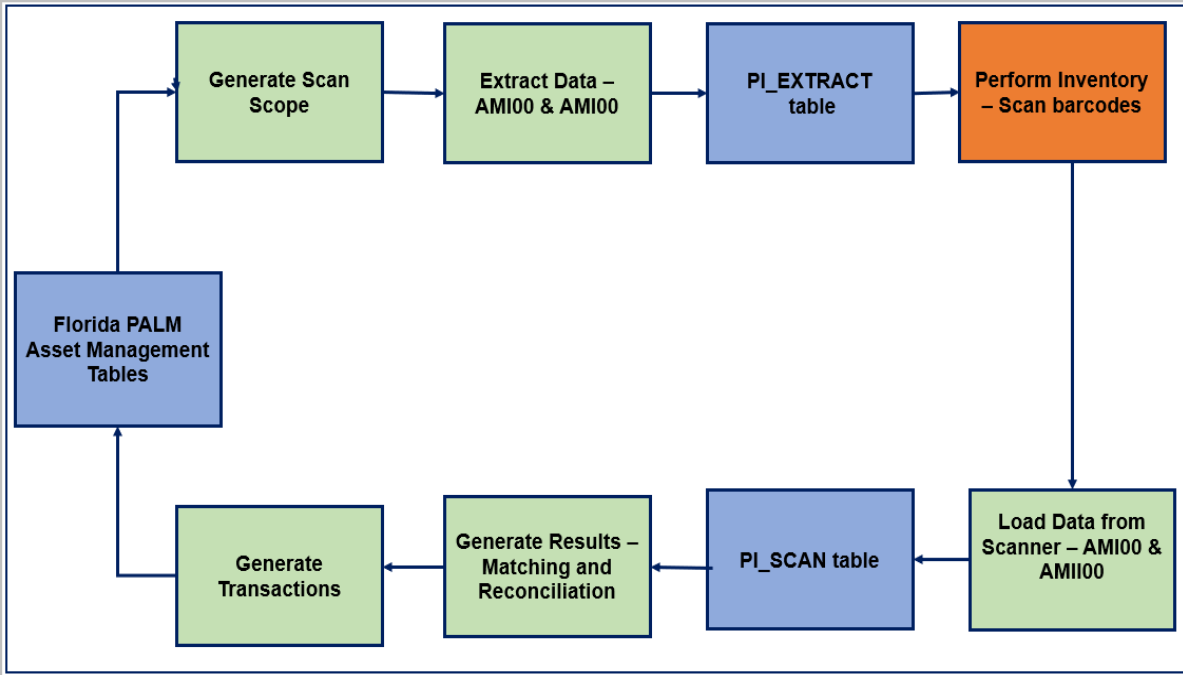 Generate Scan
Scope
Extract Data –
AMI00 & AMI00
PI_EXTRACT
table
Perform Inventory
– Scan barcodes
Florida PALM
Asset Management
Tables
Load Data from
Scanner – AMI00 &
AMII00
PI_SCAN table
Generate Results –
Matching and
Reconciliation
Generate
Transactions